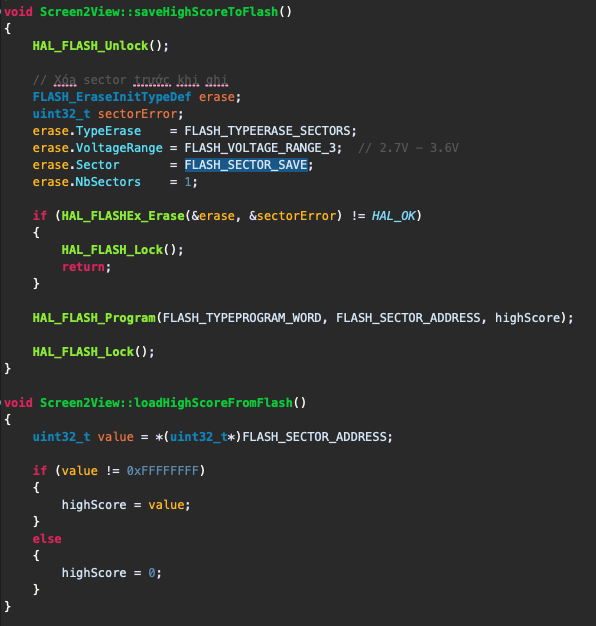 void Screen2View::saveHighScoreToFlash()
{
    HAL_FLASH_Unlock();

    // Xóa sector trước khi ghi
    FLASH_EraseInitTypeDef erase;
    uint32_t sectorError;
    erase.TypeErase    = FLASH_TYPEERASE_SECTORS;
    erase.VoltageRange = FLASH_VOLTAGE_RANGE_3;  // 2.7V – 3.6V
    erase.Sector       = FLASH_SECTOR_SAVE;
    erase.NbSectors    = 1;

    if (HAL_FLASHEx_Erase(&erase, &sectorError) != HAL_OK)
    {
        HAL_FLASH_Lock();
        return;
    }

    HAL_FLASH_Program(FLASH_TYPEPROGRAM_WORD, FLASH_SECTOR_ADDRESS, highScore);

    HAL_FLASH_Lock();
}

void Screen2View::loadHighScoreFromFlash()
{
    uint32_t value = *(uint32_t*)FLASH_SECTOR_ADDRESS;

    if (value != 0xFFFFFFFF)
    {
        highScore = value;
    }
    else
    {
        highScore = 0;
    }
}